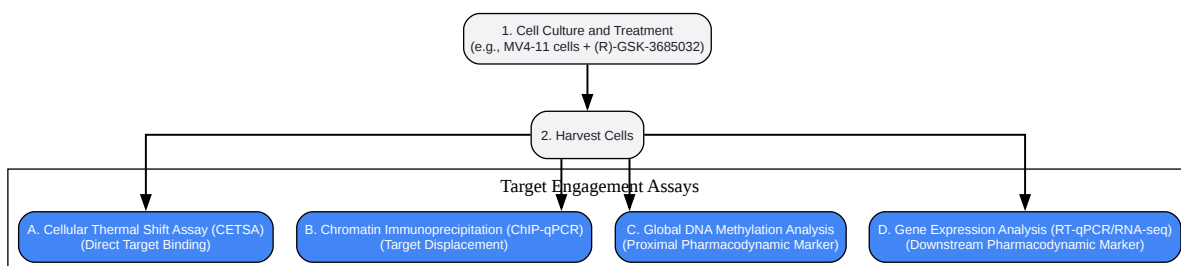 1. Cell Culture and Treatment
(e.g., MV4-11 cells + (R)-GSK-3685032)
2. Harvest Cells
Target Engagement Assays
A. Cellular Thermal Shift Assay (CETSA)
(Direct Target Binding)
B. Chromatin Immunoprecipitation (ChIP-qPCR)
(Target Displacement)
C. Global DNA Methylation Analysis
(Proximal Pharmacodynamic Marker)
D. Gene Expression Analysis (RT-qPCR/RNA-seq)
(Downstream Pharmacodynamic Marker)